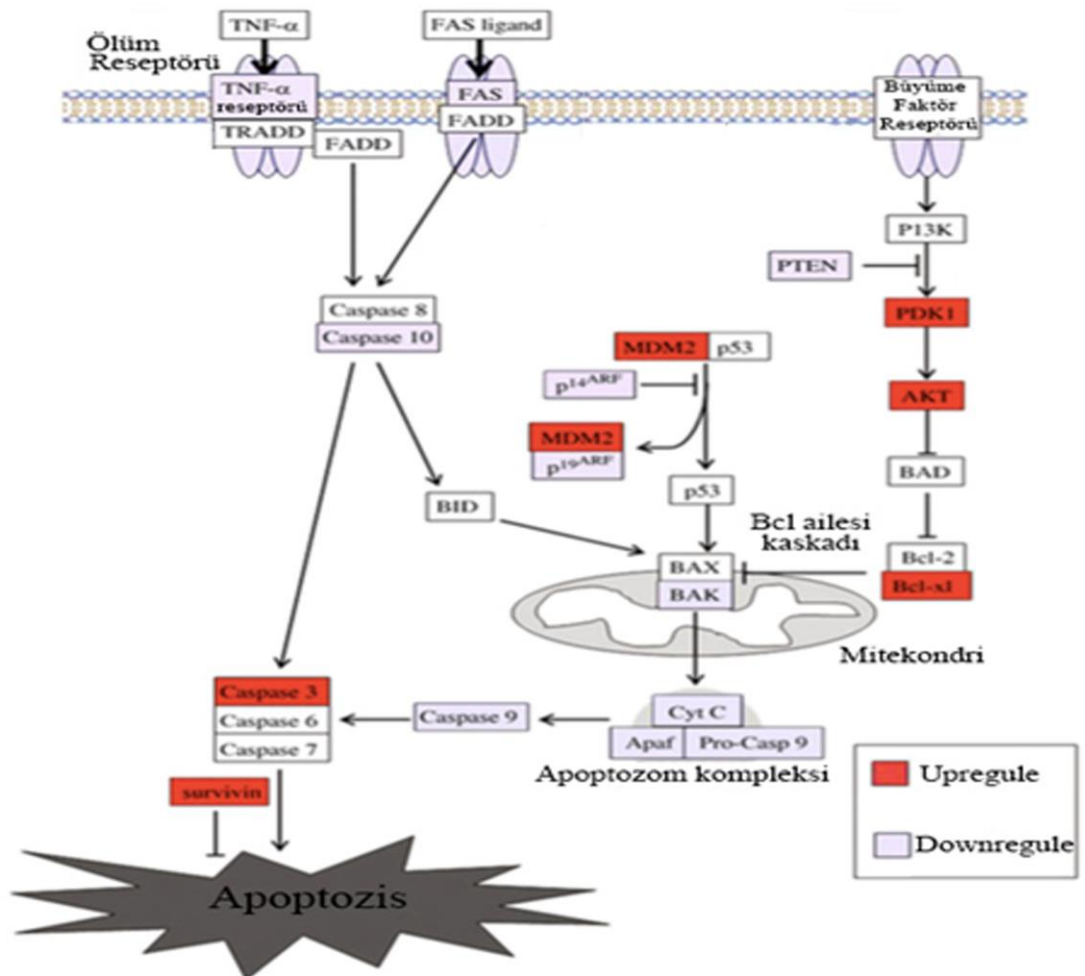 TNF-α
FAS ligand
Ölüm
Reseptörü
TNF-α
reseptörü
TRADD
FADD
FAS
FADD
Büyüme
Faktör
Reseptörü
P13K
PTEN
PDK1
Caspase 8
Caspase 10
MDM2 p53
p14ARF
AKT
MDM2
p19ARF
BAD
p53
BID
Bcl ailesi
kaskadı
Bcl-2
Bcl-xl
BAX
BAK
Mitekondri
Caspase 3
Caspase 6
Caspase 7
Caspase 9
Cyt C
Apaf Pro-Casp 9
Apoptozom kompleksi
survivin
Apoptozis
Upregule
Downregule